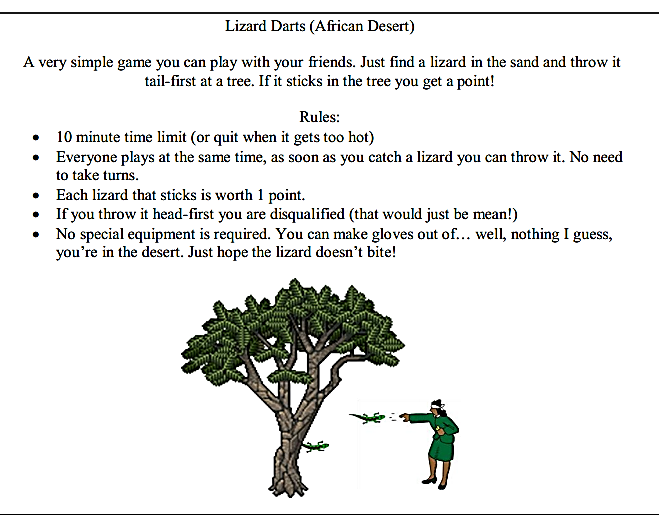 Lizard Darts (African Desert)
A very simple game you can play with your friends. Just find a lizard in the sand and throw it
tail-first at a tree. If it sticks in the tree you get a point!
Rules:
• 10 minute time limit (or quit when it gets too hot)
• Everyone plays at the same time, as soon as you catch a lizard you can throw it. No need
to take turns.
• Each lizard that sticks is worth 1 point.
• If you throw it head-first you are disqualified (that would just be mean!)
• No special equipment is required. You can make gloves out of… well, nothing I guess,
you’re in the desert. Just hope the lizard doesn’t bite!